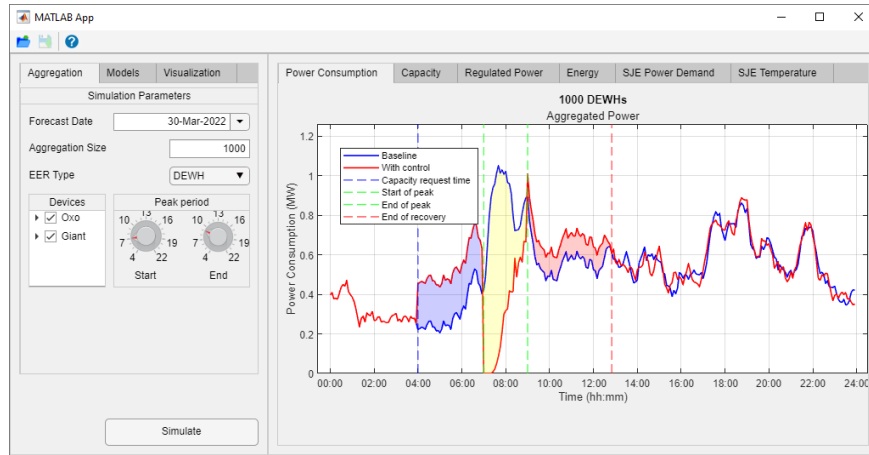 MATLAB App
Aggregation Models Visualization
Simulation Parameters
Forecast Date 30-Mar-2022
Aggregation Size 1000
EER Type DEWH
Devices
Oxo
Giant
Peak period
4 7 10 13 16 19 22
Start
4 7 10 13 16 19 22
End
Simulate
Power Consumption Capacity Regulated Power Energy SJE Power Demand SJE Temperature
1000 DEWHs
Aggregated Power
Baseline
With control
Capacity request time
Start of peak
End of peak
End of recovery
Power Consumption (MW)
1.2
1
0.8
0.6
0.4
0.2
0
00:00 02:00 04:00 06:00 08:00 10:00 12:00 14:00 16:00 18:00 20:00 22:00 24:00
Time (hh:mm)